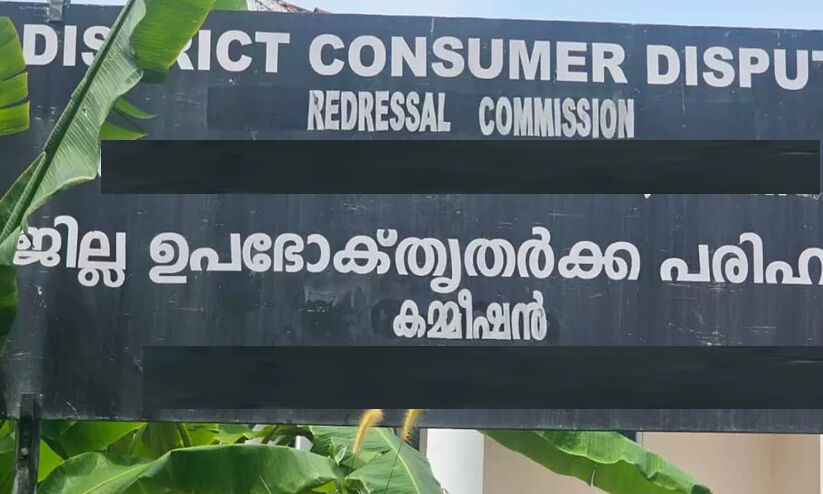 DISTRICT CONSUMER DISPUT
REDRESSAL COMMISSION
ജില്ല ഉപഭോക്തൃതർക്ക പരിഹ
കമ്മീഷൻ